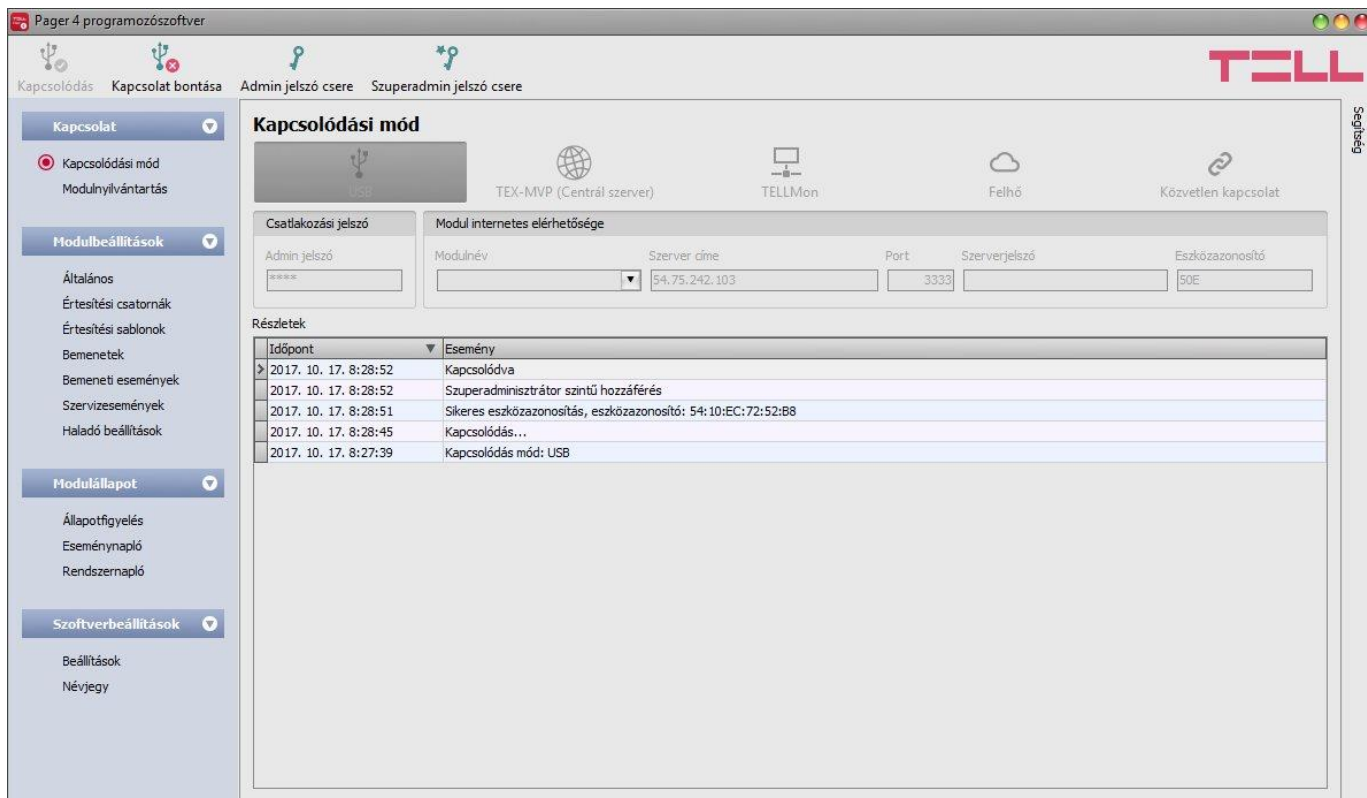 Pager 4 programozószoftver
Kapcsolódás Kapcsolat bontása Admin jelszó csere Szuperadmin jelszó csere
TELL
Segítség
Kapcsolat
Kapcsolódási mód
Modulnyilvántartás
Modulbeállítások
Általános
Értesítési csatornák
Értesítési sablonok
Bemenetek
Bemeneti események
Szervizesemények
Haladó beállítások
Modulállapot
Állapotfigyelés
Eseménynapló
Rendszernapló
Szoftverbeállítások
Beállítások
Névjegy
Kapcsolódási mód
USB TEX-MVP (Centrál szerver) TELLMon Felhő Közvetlen kapcsolat
Csatlakozási jelszó Modul internetes elérhetősége
Admin jelszó Modulnév Szerver címe Port Szerverjelszó Eszközazonosító
**** 54.75.242.103 3333 50E
Részletek
Időpont Esemény
2017. 10. 17. 8:28:52 Kapcsolódva
2017. 10. 17. 8:28:52 Szuperadminisztrátor szintű hozzáférés
2017. 10. 17. 8:28:51 Sikeres eszközazonosítás, eszközazonosító: 54:10:EC:72:52:B8
2017. 10. 17. 8:28:45 Kapcsolódás...
2017. 10. 17. 8:27:39 Kapcsolódás mód: USB